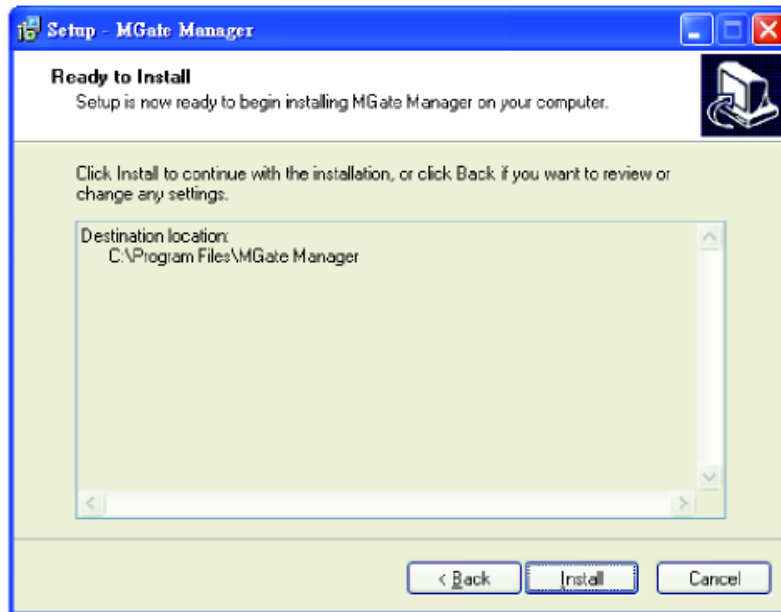 Setup - MGate Manager
Ready to Install
Setup is now ready to begin installing MGate Manager on your computer.
Click Install to continue with the installation, or click Back if you want to review or
change any settings.
Destination location:
C:\Program Files\MGate Manager
< Back
Install
Cancel